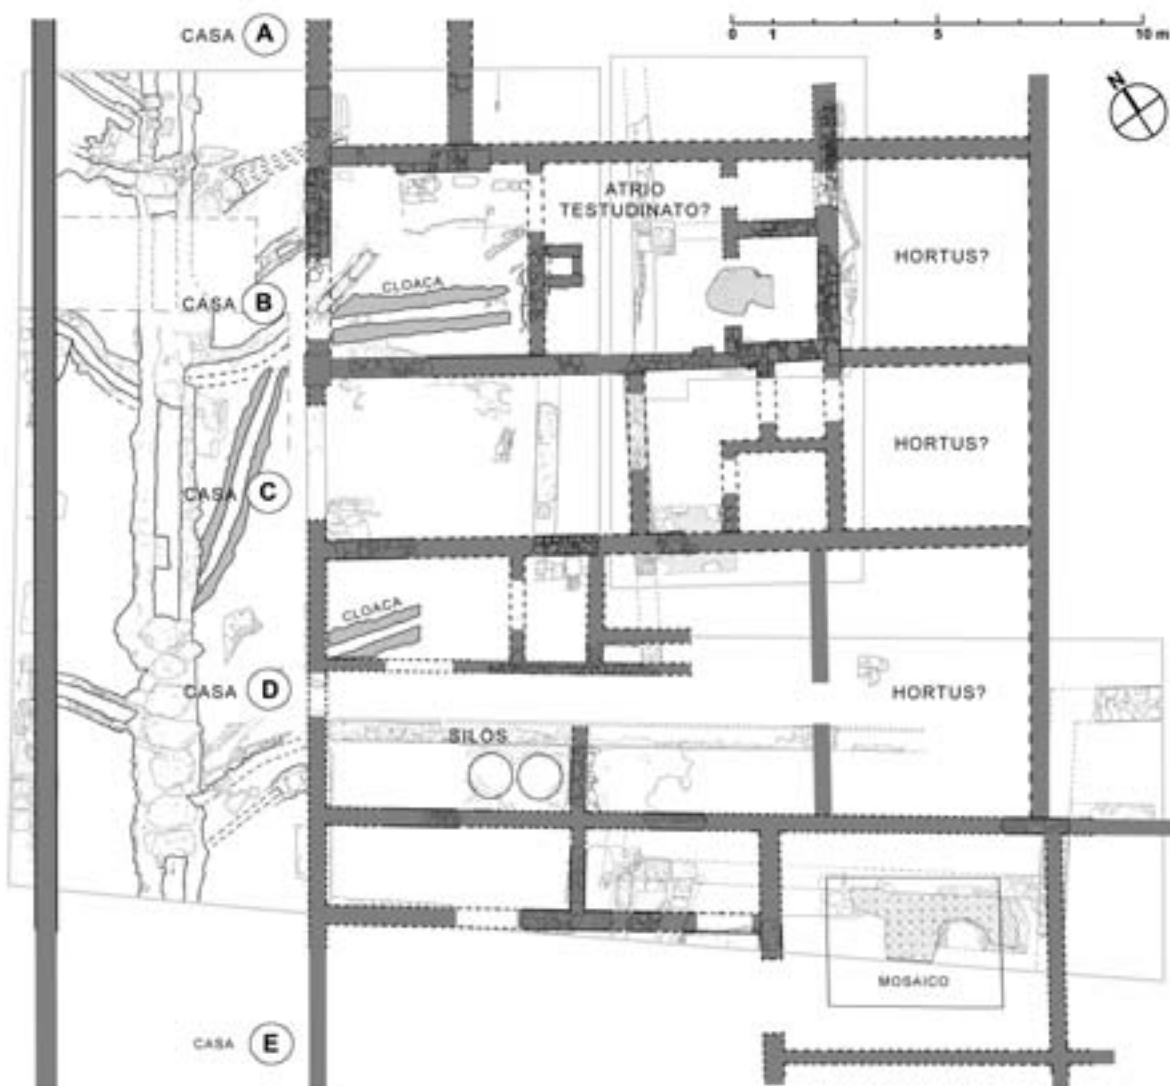 CASA A
0 1 5 10 m
N
ATRIO
TESTUDINATO?
HORTUS?
CLOACA
CASA B
HORTUS?
CASA C
CLOACA
CASA D
HORTUS?
SILOS
MOSAICO
CASA E